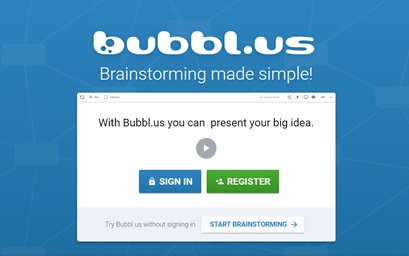 bubbl.us
Brainstorming made simple!
With Bubbl.us you can present your big idea.
SIGN IN
REGISTER
Try Bubbl.us without signing in
START BRAINSTORMING